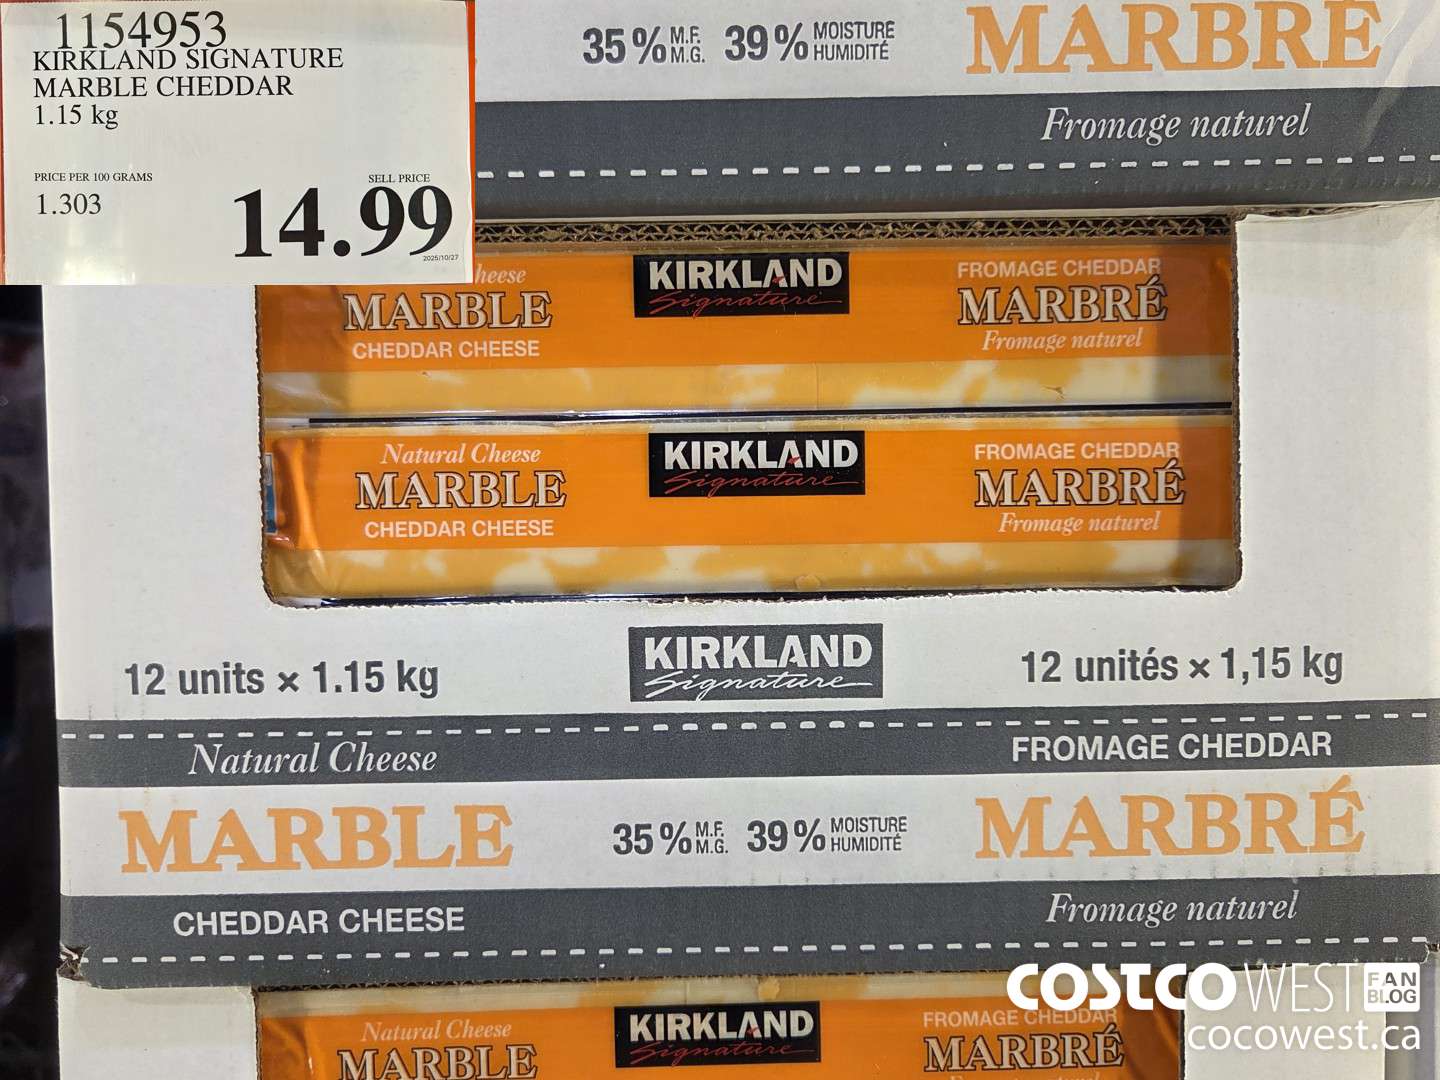 1154953
KIRKLAND SIGNATURE
MARBLE CHEDDAR
1.15 kg
PRICE PER 100 GRAMS
1.303
SELL PRICE
14.99
2025/10/27
35% M.F. M.G. 39% MOISTURE HUMIDITÉ
MARBRÉ
Fromage naturel
heese
MARBLE
CHEDDAR CHEESE
KIRKLAND
Signature
FROMAGE CHEDDAR
MARBRÉ
Fromage naturel
Natural Cheese
MARBLE
CHEDDAR CHEESE
KIRKLAND
Signature
FROMAGE CHEDDAR
MARBRÉ
Fromage naturel
12 units × 1.15 kg
KIRKLAND
Signature
12 unités × 1,15 kg
Natural Cheese
FROMAGE CHEDDAR
MARBLE
35% M.F. M.G. 39% MOISTURE HUMIDITÉ
MARBRÉ
CHEDDAR CHEESE
Fromage naturel
Natural Cheese
MARBLE
KIRKLAND
Signature
FROMAGE CHEDDAR
MARBRÉ
COSTCO WEST FAN BLOG
cocowest.ca